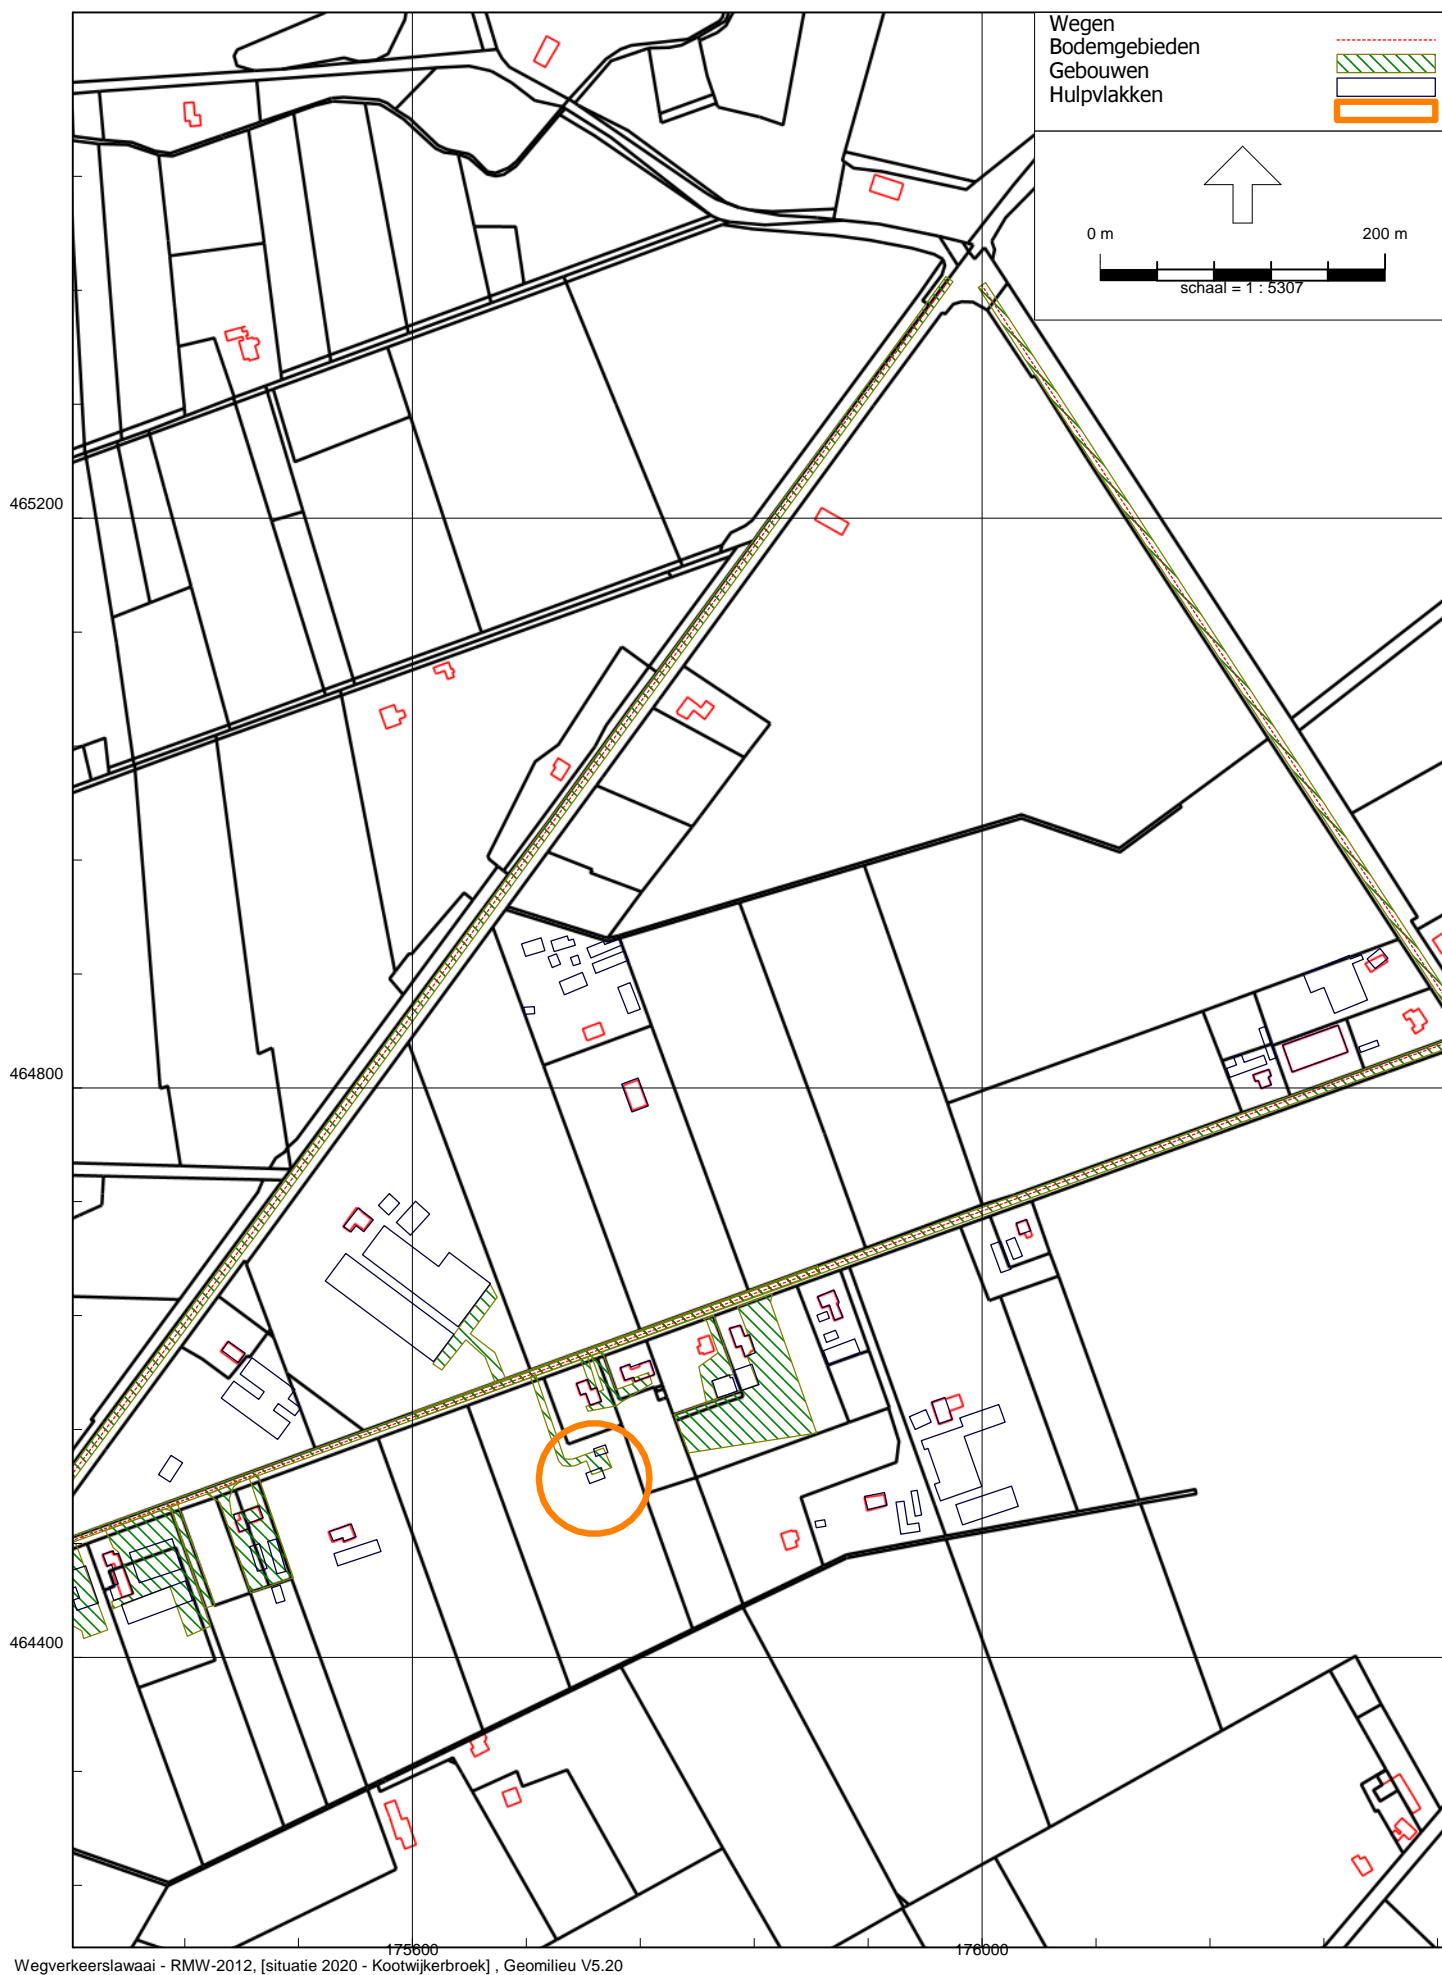 Wegen
Bodemgebieden
Gebouwen
Hulpvlakken
0 m 200 m
schaal = 1 : 5307
465200
464800
464400
175600 176000
Wegverkeerslawaai - RMW-2012, [situatie 2020 - Kootwijkerbroek] , Geomilieu V5.20